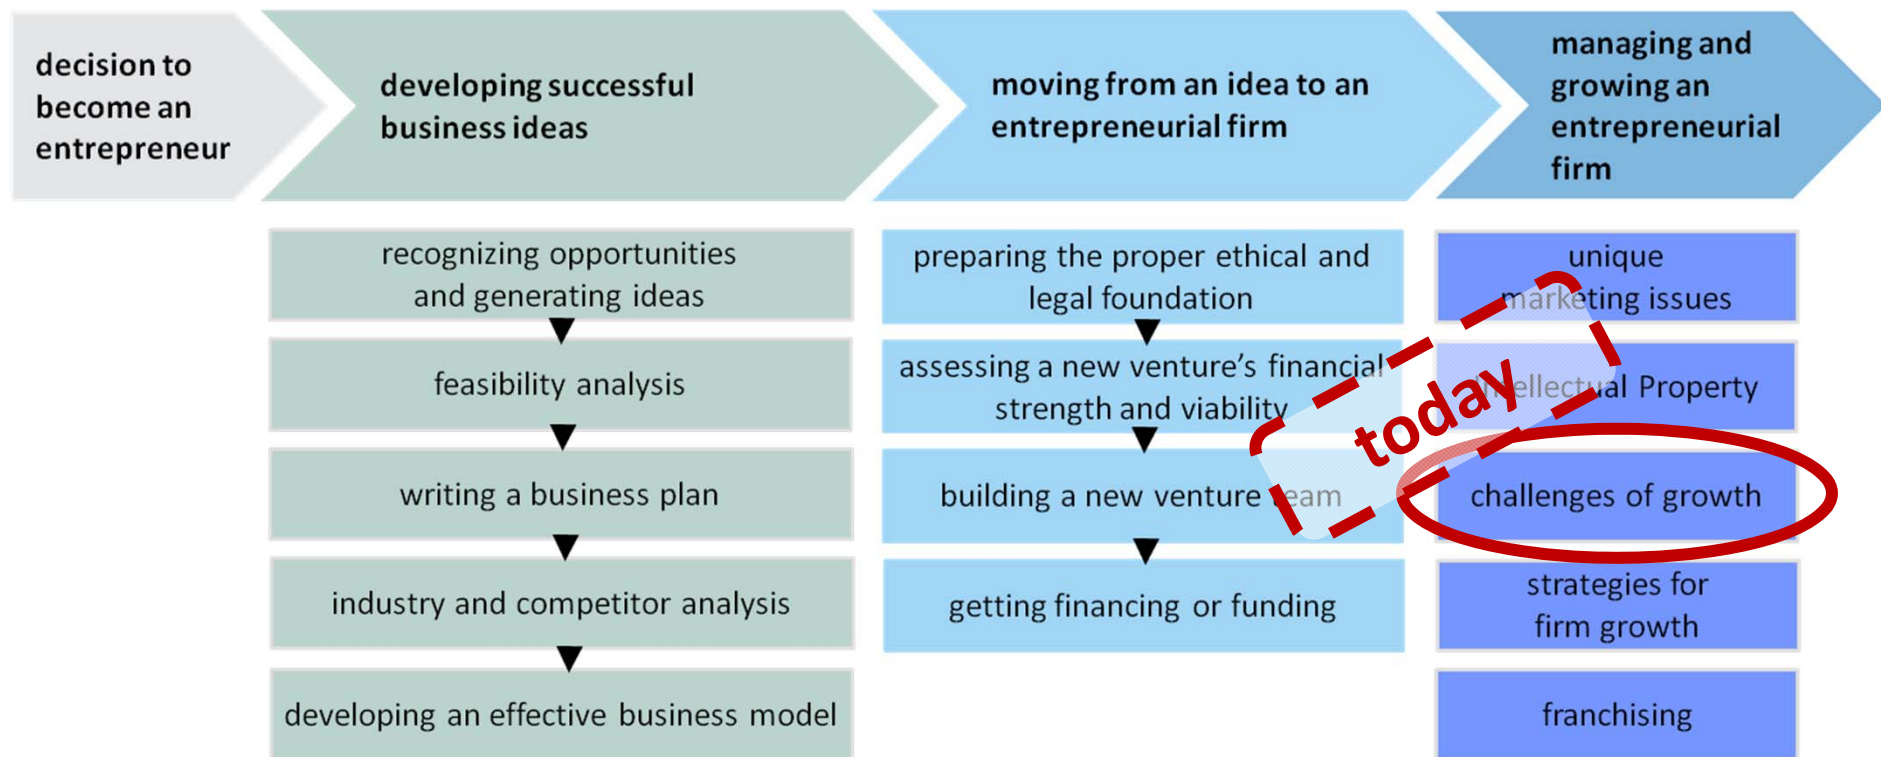 decision to
become an
entrepreneur
developing successful
business ideas
moving from an idea to an
entrepreneurial firm
managing and
growing an
entrepreneurial
firm
recognizing opportunities
and generating ideas
feasibility analysis
writing a business plan
industry and competitor analysis
developing an effective business model
preparing the proper ethical and
legal foundation
assessing a new venture's financial
strength and viability
building a new venture team
getting financing or funding
unique
marketing issues
Intellectual Property
challenges of growth
strategies for
firm growth
franchising
today